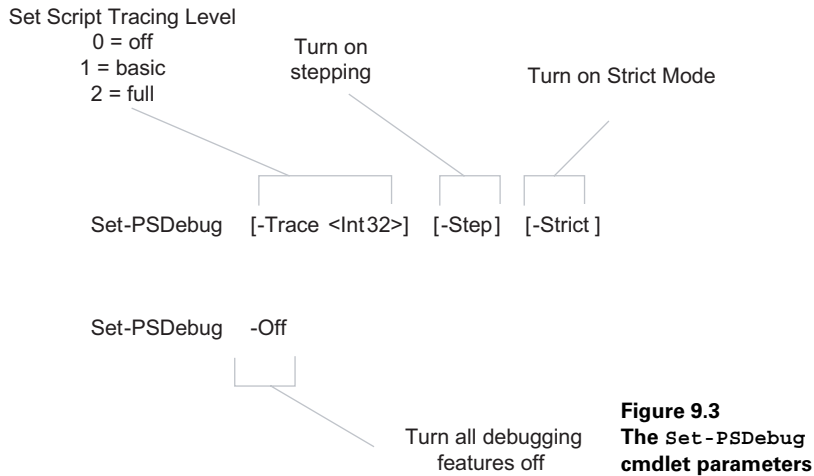 Set Script Tracing Level
0 = off
1 = basic
2 = full
Turn on
stepping
Turn on Strict Mode
Set-PSDebug [-Trace <Int32>] [-Step] [-Strict ]
Set-PSDebug -Off
Turn all debugging
features off
Figure 9.3
The Set-PSDebug
cmdlet parameters